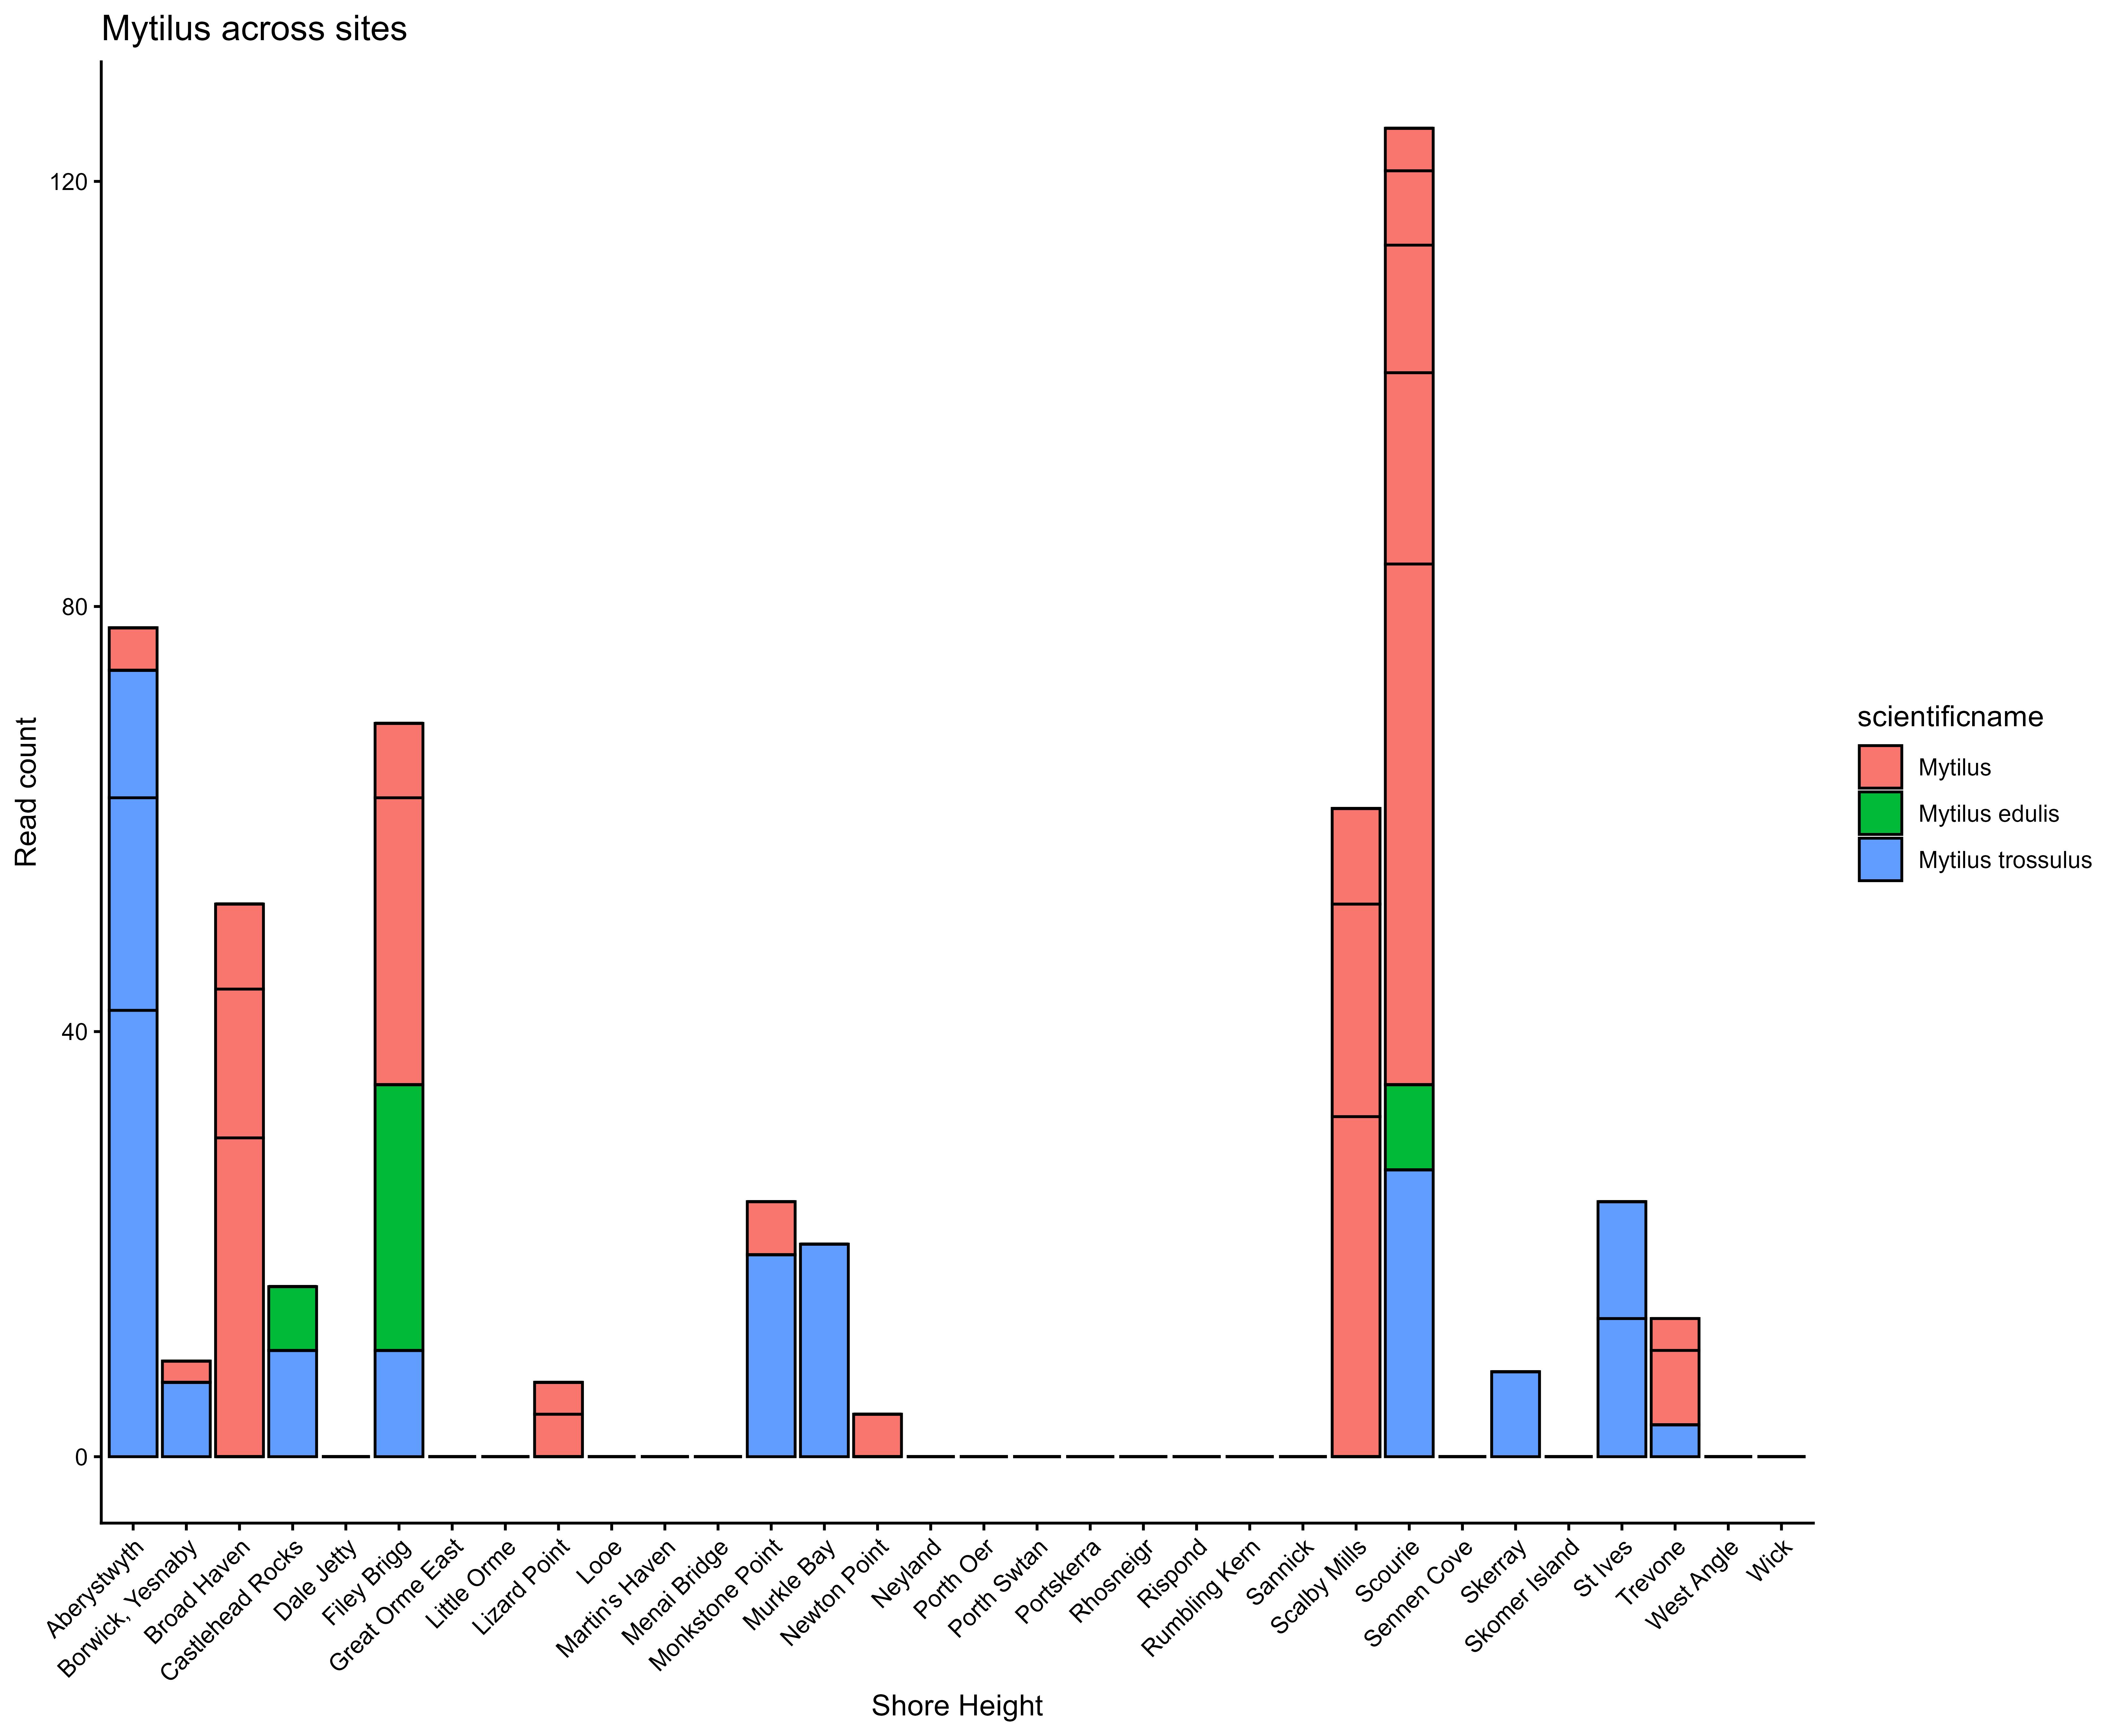 Mytilus across sites
Read count
120
80
40
0
Aberystwyth
Borwick, Yesnaby
Broad Haven
Castlehead Rocks
Dale Jetty
Filey Brigg
Great Orme East
Little Orme
Lizard Point
Looe
Martin's Haven
Menai Bridge
Monkstone Point
Murkle Bay
Newton Point
Neyland
Porth Oer
Porth Swtan
Portskerra
Rhosneigr
Rispond
Rumbling Kern
Sannick
Scalby Mills
Scourie
Sennen Cove
Skerray
Skomer Island
St Ives
Trevone
West Angle
Wick
Shore Height
scientificname
Mytilus
Mytilus edulis
Mytilus trossulus